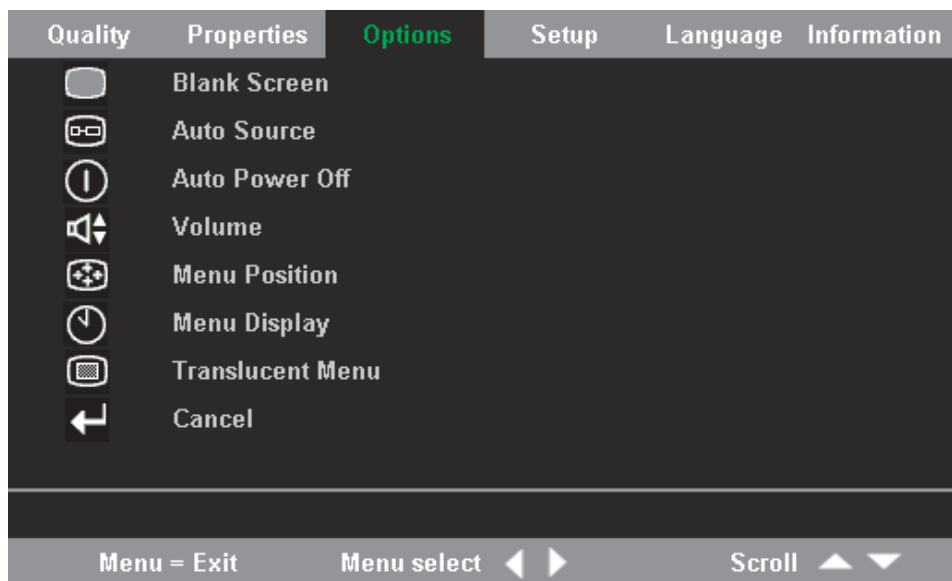 Quality Properties Options Setup Language Information
Blank Screen
Auto Source
Auto Power Off
Volume
Menu Position
Menu Display
Translucent Menu
Cancel
Menu = Exit Menu select Scroll